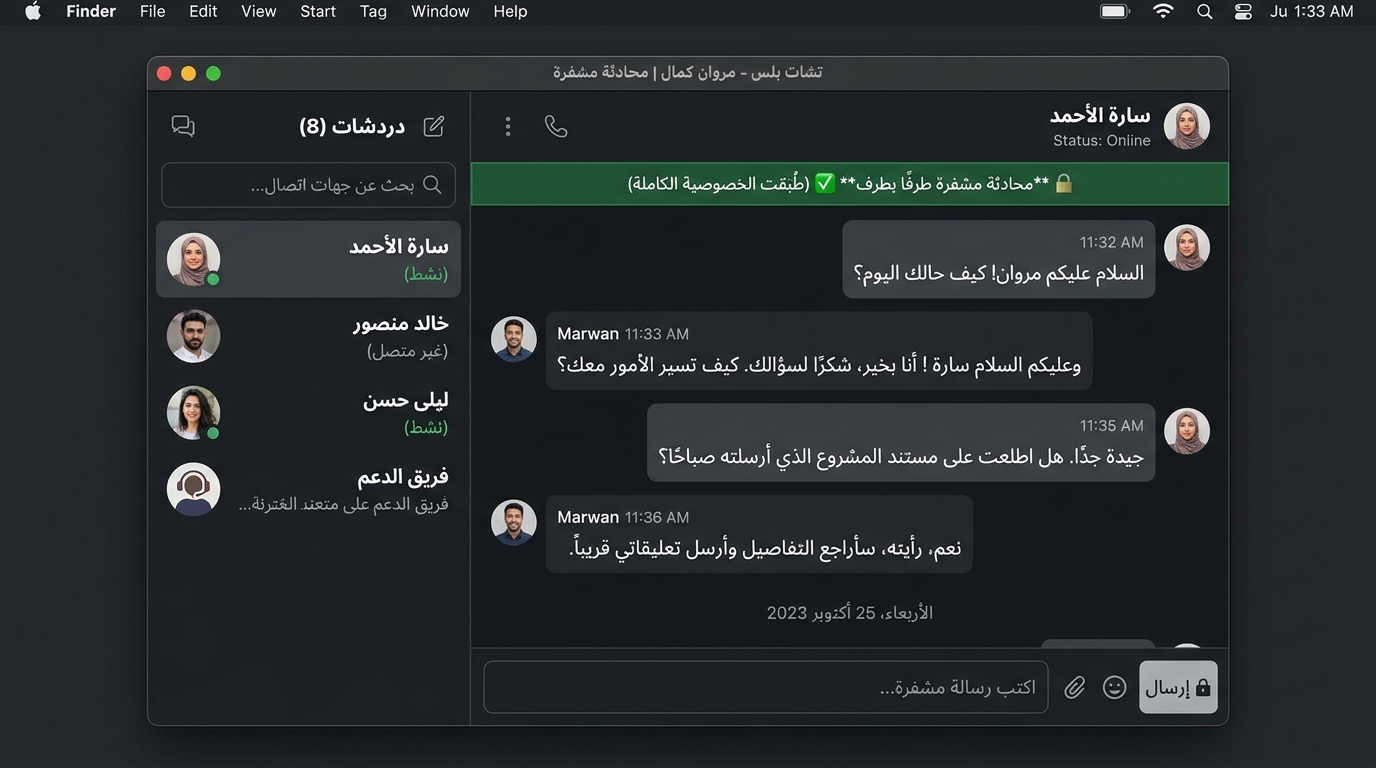 Finder File Edit View Start Tag Window Help
Ju 1:33 AM
تشات بلس - مروان كمال | محادثة مشفرة
دردشات (8)
بحث عن جهات اتصال...
سارة الأحمد
(نشط)
خالد منصور
(غير متصل)
ليلى حسن
(نشط)
فريق الدعم
فريق الدعم على
سارة الأحمد
Status: Online
🔒 **محادثة مشفرة طرفًا بطرف** ✅ (طُبّقت الخصوصية الكاملة)
11:32 AM
السلام عليكم مروان! كيف حالك اليوم؟
Marwan 11:33 AM
وعليكم السلام سارة ! أنا بخير، شكرًا لسؤالك. كيف تسير الأمور معك؟
11:35 AM
جيدة جدًا. هل اطلعت على مستند المشروع الذي أرسلته صباحًا؟
Marwan 11:36 AM
نعم، رأيته، سأراجع التفاصيل وأرسل تعليقاتي قريباً.
الأربعاء، 25 أكتوبر 2023
اكتب رسالة مشفرة...
إرسال